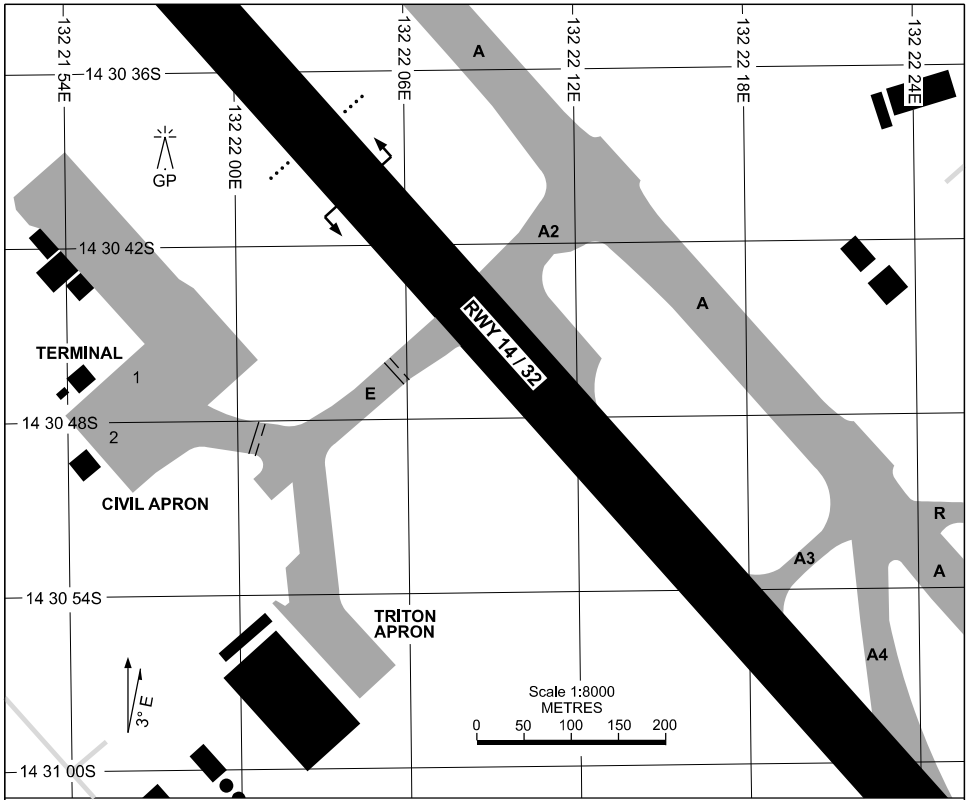 132 21 54E
132 22 00E
132 22 06E
132 22 12E
132 22 18E
132 22 24E
A
14 30 36S
GP
A2
14 30 42S
A
RWY 14 / 32
TERMINAL
1
E
14 30 48S
2
CIVIL APRON
R
A3
A
14 30 54S
TRITON
APRON
A4
3° E
Scale 1:8000
METRES
0 50 100 150 200
14 31 00S